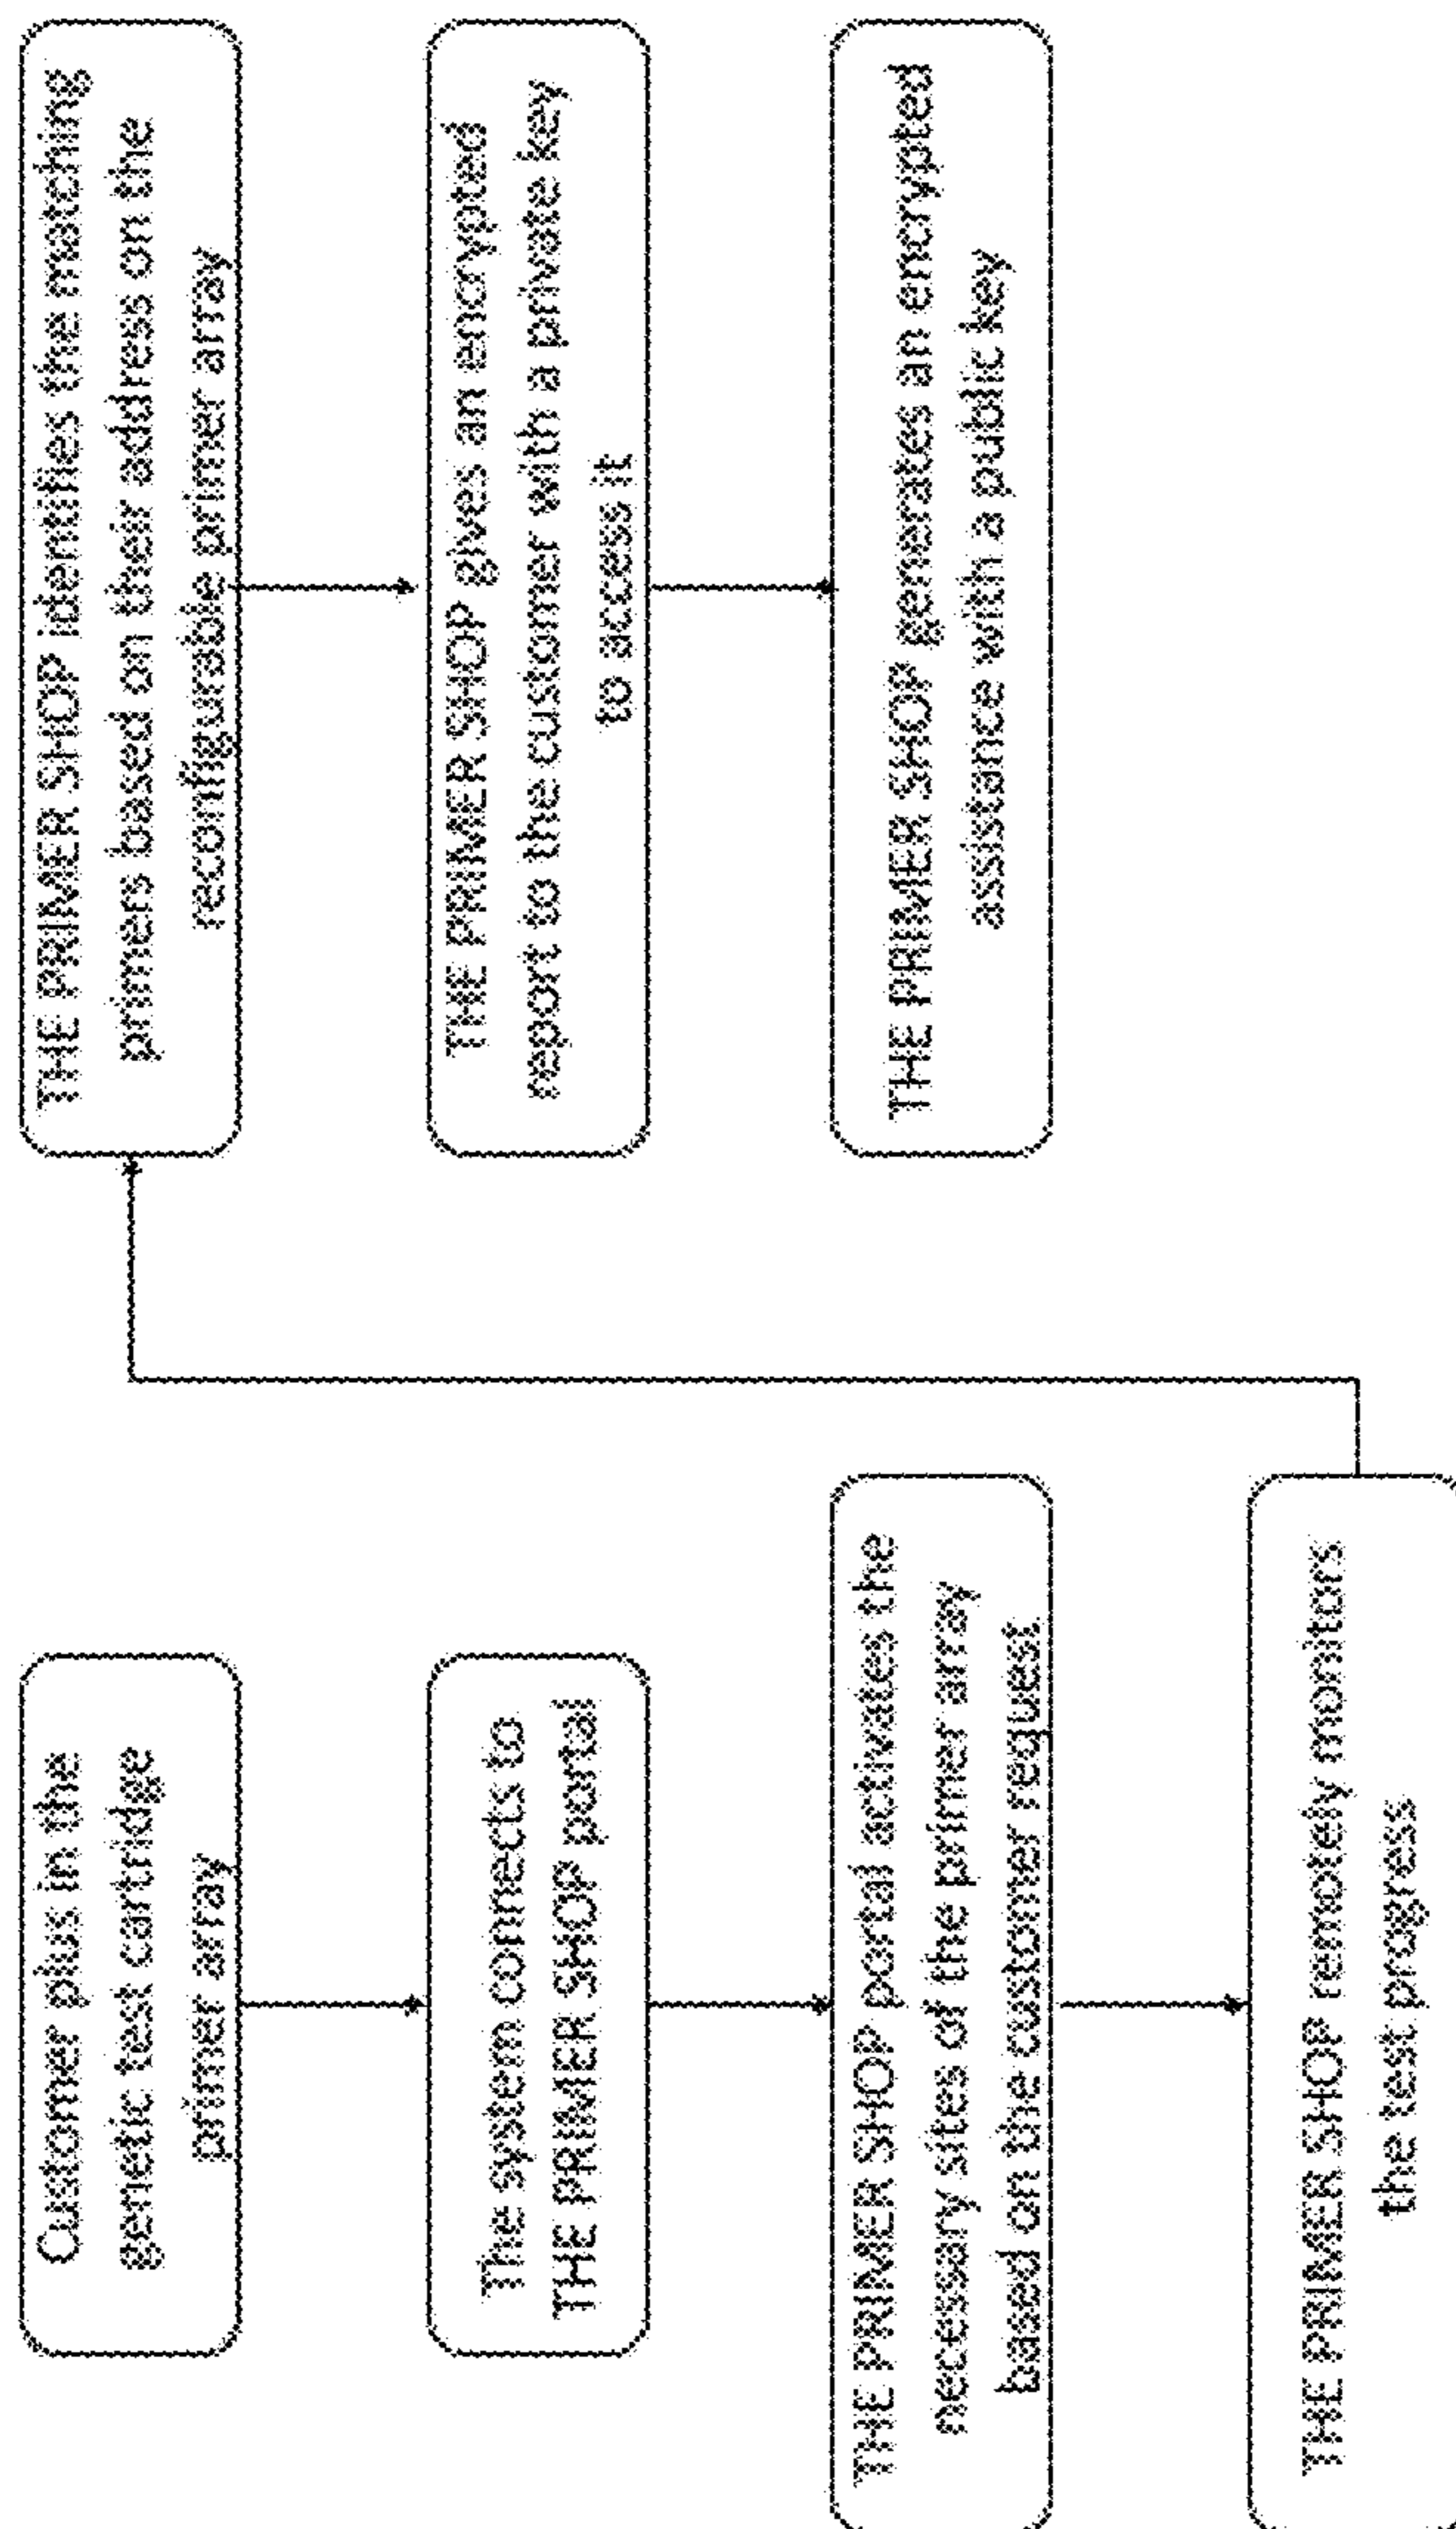 Customer plus in the
genetic test cartridge
primer array
The system connects to
THE PRIMER SHOP portal
THE PRIMER SHOP portal activates the
necessary sites of the primer array
based on the customer request
THE PRIMER SHOP remotely monitors
the test progress
THE PRIMER SHOP identifies the matching
primers based on their address on the
reconfigurable primer array
THE PRIMER SHOP gives an encrypted
report to the customer with a private key
to access it
THE PRIMER SHOP generates an encrypted
assistance with a public key